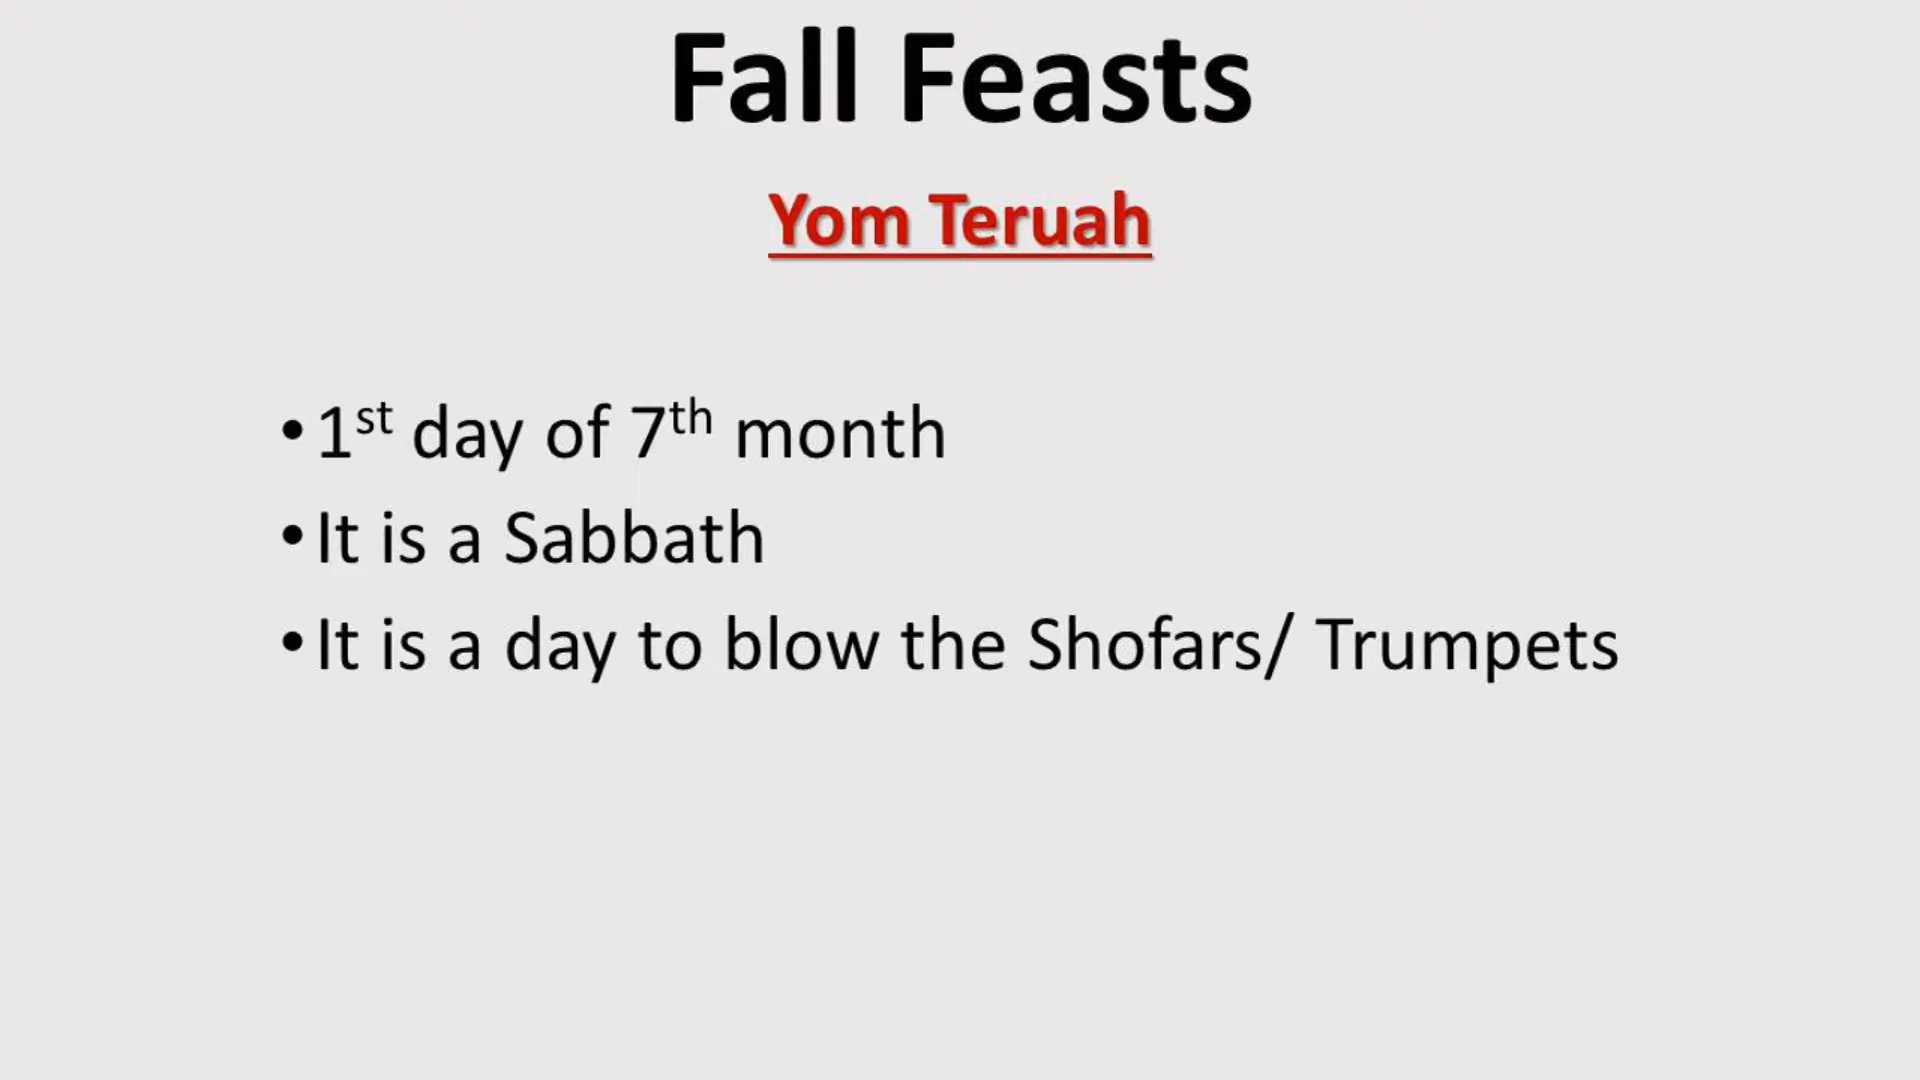 Fall Feasts
Yom Teruah
•1st day of 7th month
•It is a Sabbath
•It is a day to blow the Shofars/ Trumpets